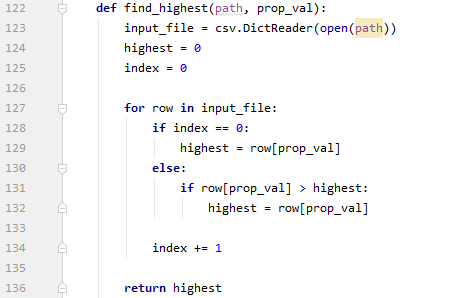 122 def find_highest(path, prop_val):
123 input_file = csv.DictReader(open(path))
124 highest = 0
125 index = 0
126
127 for row in input_file:
128 if index == 0:
129 highest = row[prop_val]
130 else:
131 if row[prop_val] > highest:
132 highest = row[prop_val]
133
134 index += 1
135
136 return highest